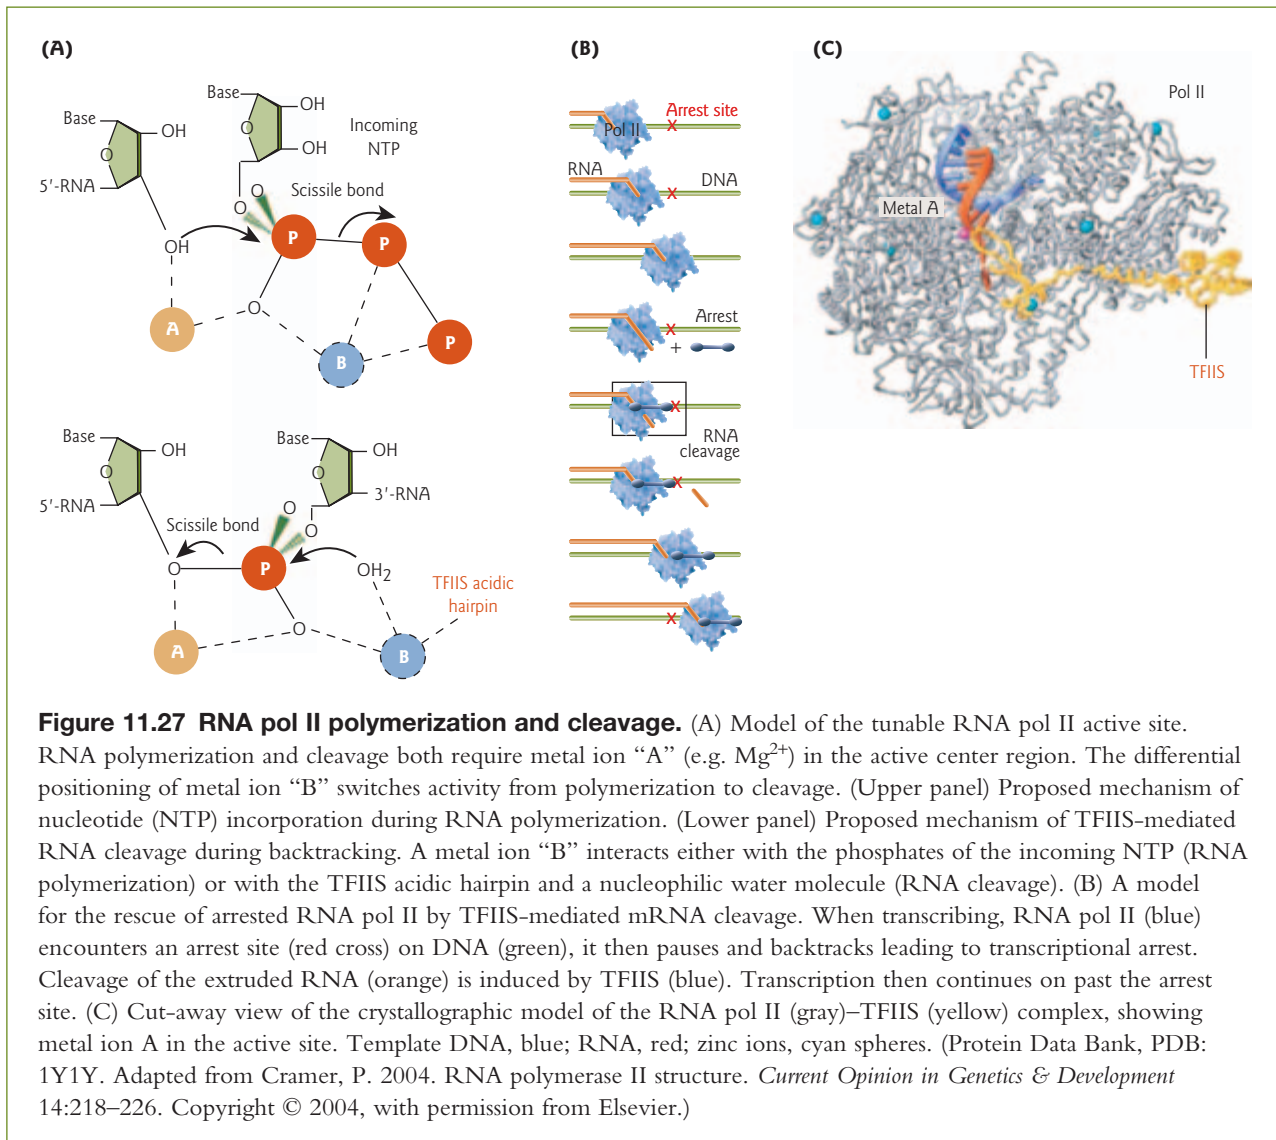 (A)
Base
OH
O
5′-RNA
OH
Base
OH
O
OH
Incoming
NTP
O
O
Scissile bond
P
P
P
O
A
B
Base
OH
O
5′-RNA
Base
OH
O
3′-RNA
O
O
Scissile bond
O
P
OH2
TFIIS acidic
hairpin
O
A
B
(B)
Arrest site
X
Pol II
RNA
DNA
X
Arrest
X
+
X
RNA
cleavage
X
X
(C)
Pol II
Metal A
TFIIS
Figure 11.27 RNA pol II polymerization and cleavage. (A) Model of the tunable RNA pol II active site.
RNA polymerization and cleavage both require metal ion “A” (e.g. Mg2+) in the active center region. The differential
positioning of metal ion “B” switches activity from polymerization to cleavage. (Upper panel) Proposed mechanism of
nucleotide (NTP) incorporation during RNA polymerization. (Lower panel) Proposed mechanism of TFIIS-mediated
RNA cleavage during backtracking. A metal ion “B” interacts either with the phosphates of the incoming NTP (RNA
polymerization) or with the TFIIS acidic hairpin and a nucleophilic water molecule (RNA cleavage). (B) A model
for the rescue of arrested RNA pol II by TFIIS-mediated mRNA cleavage. When transcribing, RNA pol II (blue)
encounters an arrest site (red cross) on DNA (green), it then pauses and backtracks leading to transcriptional arrest.
Cleavage of the extruded RNA (orange) is induced by TFIIS (blue). Transcription then continues on past the arrest
site. (C) Cut-away view of the crystallographic model of the RNA pol II (gray)–TFIIS (yellow) complex, showing
metal ion A in the active site. Template DNA, blue; RNA, red; zinc ions, cyan spheres. (Protein Data Bank, PDB:
1Y1Y. Adapted from Cramer, P. 2004. RNA polymerase II structure. Current Opinion in Genetics & Development
14:218–226. Copyright © 2004, with permission from Elsevier.)